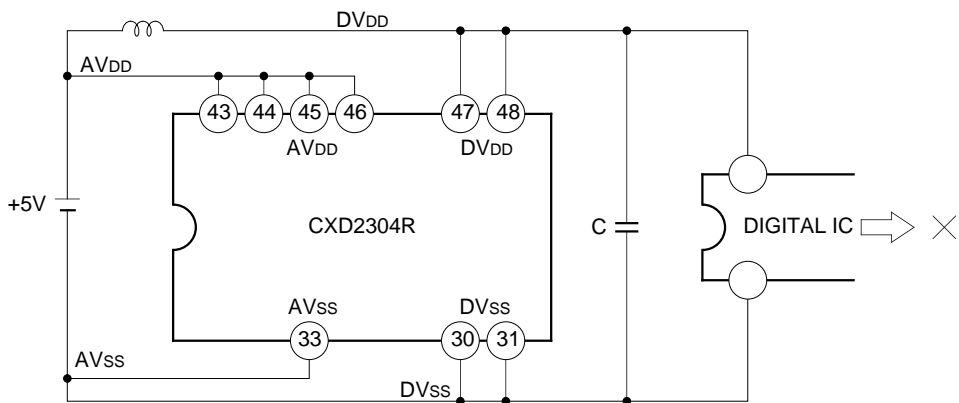 DVDD
AVDD
43 44 45 46 47 48
AVDD DVDD
+5V
CXD2304R
C
DIGITAL IC
AVSS DVSS
33 30 31
AVSS
DVSS